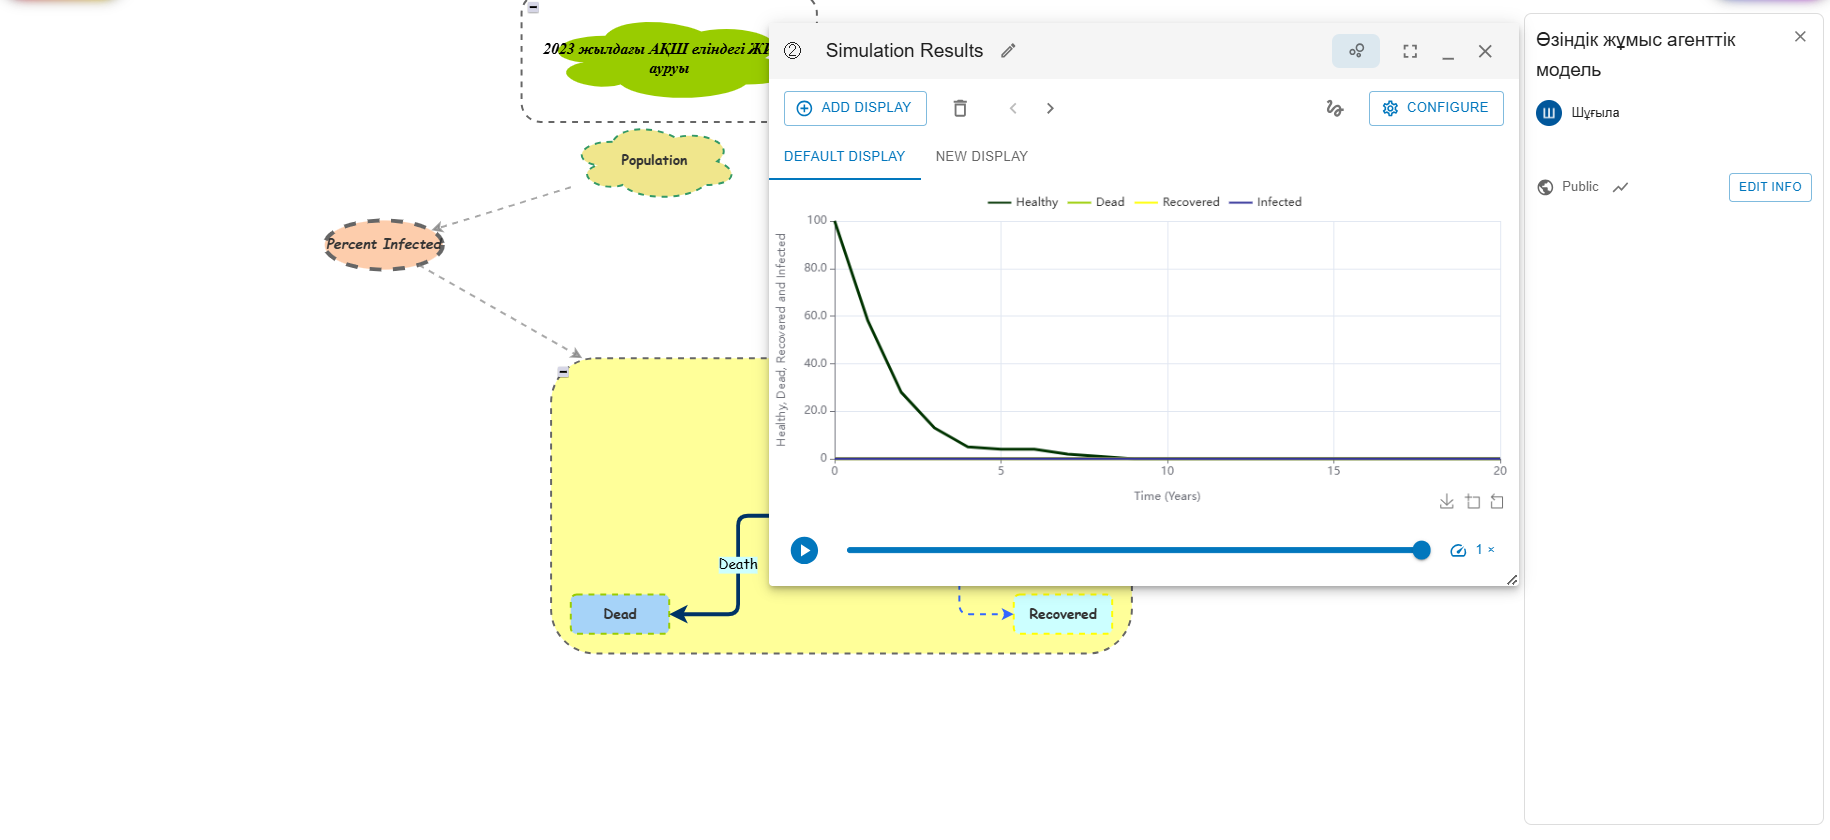 2023 жылдағы АҚШ еліндегі
ауруы
Population
Percent Infected
Death
Dead
Recovered
② Simulation Results
ADD DISPLAY
CONFIGURE
DEFAULT DISPLAY NEW DISPLAY
Healthy Dead Recovered Infected
Healthy, Dead, Recovered and Infected
100
80.0
60.0
40.0
20.0
0
0 5 10 15 20
Time (Years)
1 ×
Өзіндік жұмыс агенттік
модель
Ш Шұғыла
Public
EDIT INFO